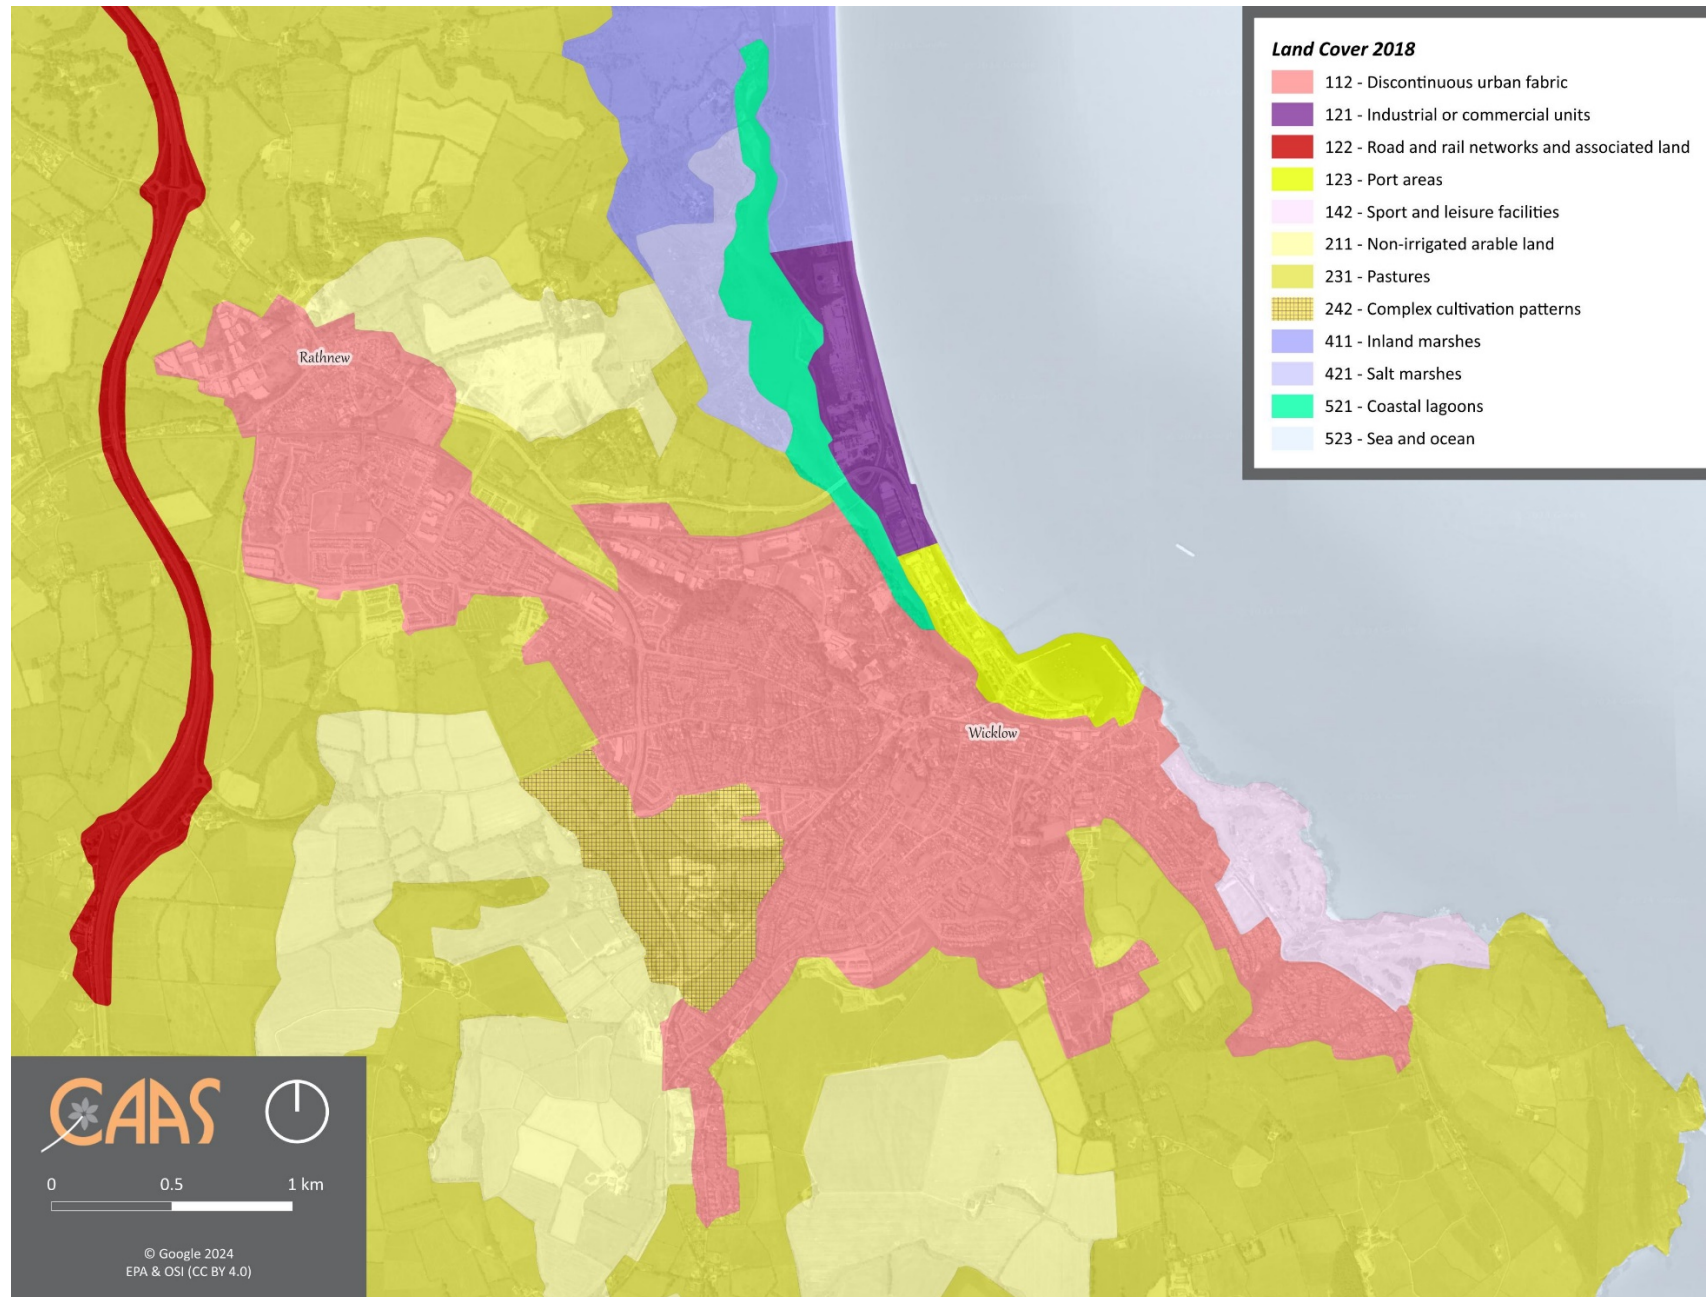 Land Cover 2018
112 - Discontinuous urban fabric
121 - Industrial or commercial units
122 - Road and rail networks and associated land
123 - Port areas
142 - Sport and leisure facilities
211 - Non-irrigated arable land
231 - Pastures
242 - Complex cultivation patterns
411 - Inland marshes
421 - Salt marshes
521 - Coastal lagoons
523 - Sea and ocean
Rathnew
Wicklow
CAAS
0 0.5 1 km
© Google 2024
EPA & OSI (CC BY 4.0)